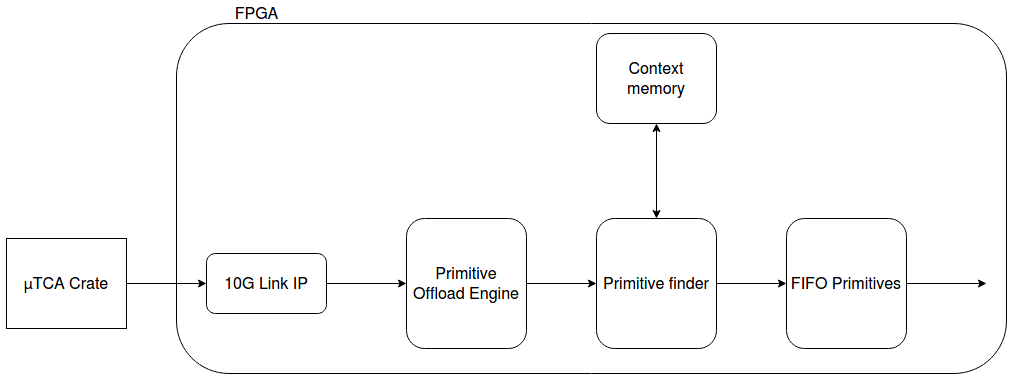 FPGA
Context
memory
µTCA Crate
10G Link IP
Primitive
Offload Engine
Primitive finder
FIFO Primitives